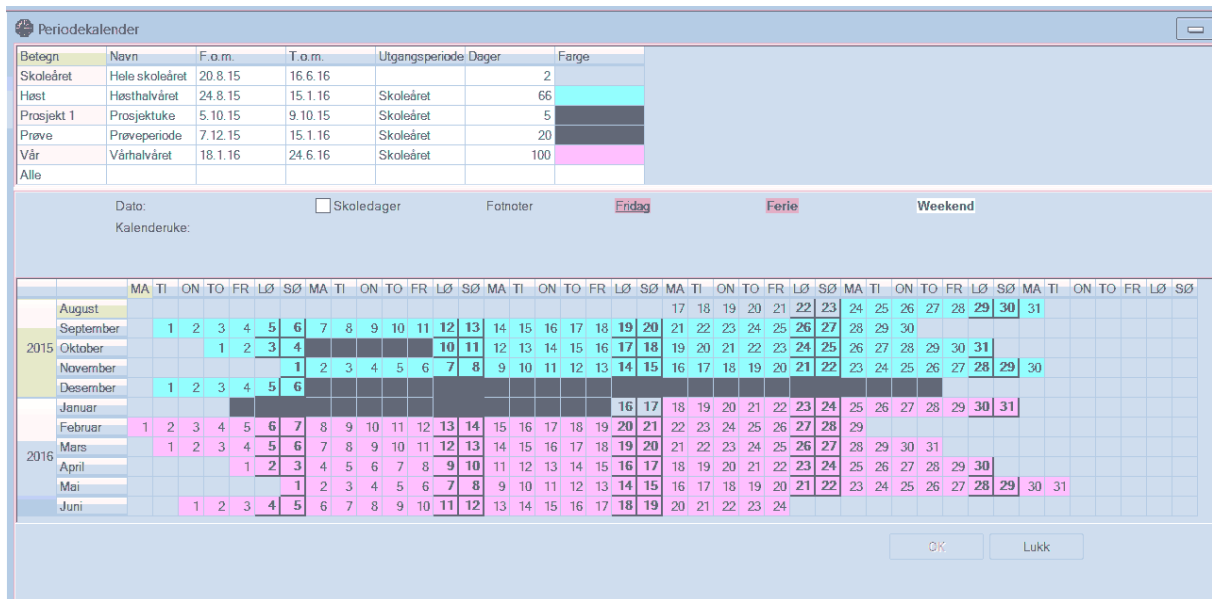 Periodekalender
Betegn Navn F.o.m. T.o.m. Utgangsperiode Dager Farge
Skoleåret Hele skoleåret 20.8.15 16.6.16 2
Høst Høsthalvåret 24.8.15 15.1.16 Skoleåret 66
Prosjekt 1 Prosjektuke 5.10.15 9.10.15 Skoleåret 5
Prøve Prøveperiode 7.12.15 15.1.16 Skoleåret 20
Vår Vårhalvåret 18.1.16 24.6.16 Skoleåret 100
Alle
Dato: Skoledager Fotnoter Fridag Ferie Weekend
Kalenderuke:
MA TI ON TO FR LØ SØ MA TI ON TO FR LØ SØ MA TI ON TO FR LØ SØ MA TI ON TO FR LØ SØ MA TI ON TO FR LØ SØ MA TI ON TO FR LØ SØ
August 17 18 19 20 21 22 23 24 25 26 27 28 29 30 31
September 1 2 3 4 5 6 7 8 9 10 11 12 13 14 15 16 17 18 19 20 21 22 23 24 25 26 27 28 29 30
2015 Oktober 1 2 3 4 10 11 12 13 14 15 16 17 18 19 20 21 22 23 24 25 26 27 28 29 30 31
November 1 2 3 4 5 6 7 8 9 10 11 12 13 14 15 16 17 18 19 20 21 22 23 24 25 26 27 28 29 30
Desember 1 2 3 4 5 6
Januar 16 17 18 19 20 21 22 23 24 25 26 27 28 29 30 31
Februar 1 2 3 4 5 6 7 8 9 10 11 12 13 14 15 16 17 18 19 20 21 22 23 24 25 26 27 28 29
2016 Mars 1 2 3 4 5 6 7 8 9 10 11 12 13 14 15 16 17 18 19 20 21 22 23 24 25 26 27 28 29 30 31
April 1 2 3 4 5 6 7 8 9 10 11 12 13 14 15 16 17 18 19 20 21 22 23 24 25 26 27 28 29 30
Mai 1 2 3 4 5 6 7 8 9 10 11 12 13 14 15 16 17 18 19 20 21 22 23 24 25 26 27 28 29 30 31
Juni 1 2 3 4 5 6 7 8 9 10 11 12 13 14 15 16 17 18 19 20 21 22 23 24
OK Lukk